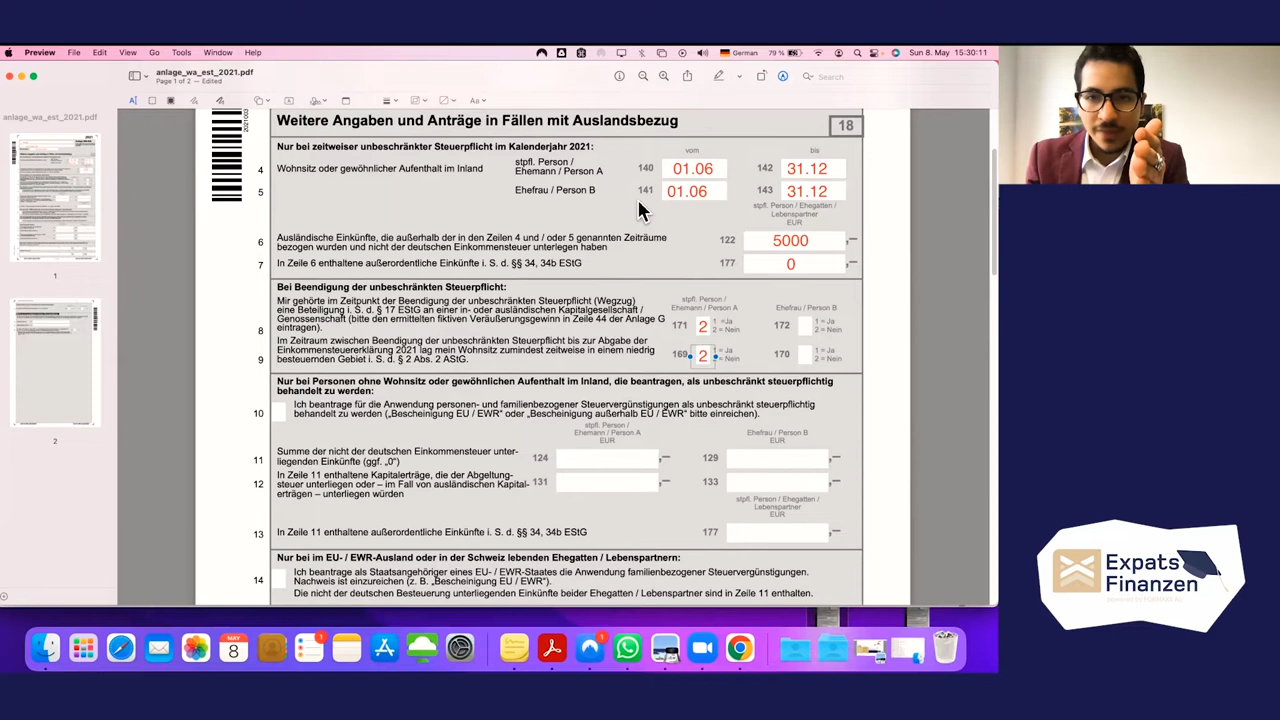 Preview File Edit View Go Tools Window Help German 79 % Sun 8. May 15:30:11
anlage_wa_est_2021.pdf
Page 1 of 2 – Edited
Search
Aa
anlage_wa_est_2021.pdf
1
2
2021003
Weitere Angaben und Anträge in Fällen mit Auslandsbezug 18
Nur bei zeitweiser unbeschränkter Steuerpflicht im Kalenderjahr 2021: vom bis
4 Wohnsitz oder gewöhnlicher Aufenthalt im Inland stpfl. Person / Ehemann / Person A 140 01.06 142 31.12
5 Ehefrau / Person B 141 01.06 143 31.12
stpfl. Person / Ehegatten /
Lebenspartner
EUR
6 Ausländische Einkünfte, die außerhalb der in den Zeilen 4 und / oder 5 genannten Zeiträume
bezogen wurden und nicht der deutschen Einkommensteuer unterlegen haben 122 5000 ,–
7 In Zeile 6 enthaltene außerordentliche Einkünfte i. S. d. §§ 34, 34b EStG 177 0 ,–
Bei Beendigung der unbeschränkten Steuerpflicht:
stpfl. Person /
Ehemann / Person A Ehefrau / Person B
Mir gehörte im Zeitpunkt der Beendigung der unbeschränkten Steuerpflicht (Wegzug)
eine Beteiligung i. S. d. § 17 EStG an einer in- oder ausländischen Kapitalgesellschaft /
Genossenschaft (bitte den ermittelten fiktiven Veräußerungsgewinn in Zeile 44 der Anlage G
8 eintragen). 171 2 1 =Ja 2 = Nein 172 1 = Ja 2 = Nein
Im Zeitraum zwischen Beendigung der unbeschränkten Steuerpflicht bis zur Abgabe der
Einkommensteuererklärung 2021 lag mein Wohnsitz zumindest zeitweise in einem niedrig
9 besteuernden Gebiet i. S. d. § 2 Abs. 2 AStG. 169 2 1 = Ja 2 = Nein 170 1 = Ja 2 = Nein
Nur bei Personen ohne Wohnsitz oder gewöhnlichen Aufenthalt im Inland, die beantragen, als unbeschränkt steuerpflichtig
behandelt zu werden:
Ich beantrage für die Anwendung personen- und familienbezogener Steuervergünstigungen als unbeschränkt steuerpflichtig
10 behandelt zu werden („Bescheinigung EU / EWR“ oder „Bescheinigung außerhalb EU / EWR“ bitte einreichen).
stpfl. Person /
Ehemann / Person A Ehefrau / Person B
EUR EUR
Summe der nicht der deutschen Einkommensteuer unter-
11 liegenden Einkünfte (ggf. „0“) 124 ,– 129 ,–
In Zeile 11 enthaltene Kapitalerträge, die der Abgeltung-
12 steuer unterliegen oder – im Fall von ausländischen Kapital- 131 ,– 133 ,–
erträgen – unterliegen würden
stpfl. Person / Ehegatten /
Lebenspartner
EUR
13 In Zeile 11 enthaltene außerordentliche Einkünfte i. S. d. §§ 34, 34b EStG 177 ,–
Nur bei im EU- / EWR-Ausland oder in der Schweiz lebenden Ehegatten / Lebenspartnern:
14 Ich beantrage als Staatsangehöriger eines EU- / EWR-Staates die Anwendung familienbezogener Steuervergünstigungen.
Nachweis ist einzureichen (z. B. „Bescheinigung EU / EWR“).
Die nicht der deutschen Besteuerung unterliegenden Einkünfte beider Ehegatten / Lebenspartner sind in Zeile 11 enthalten.
MAY
8
1
1
Expats
Finanzen